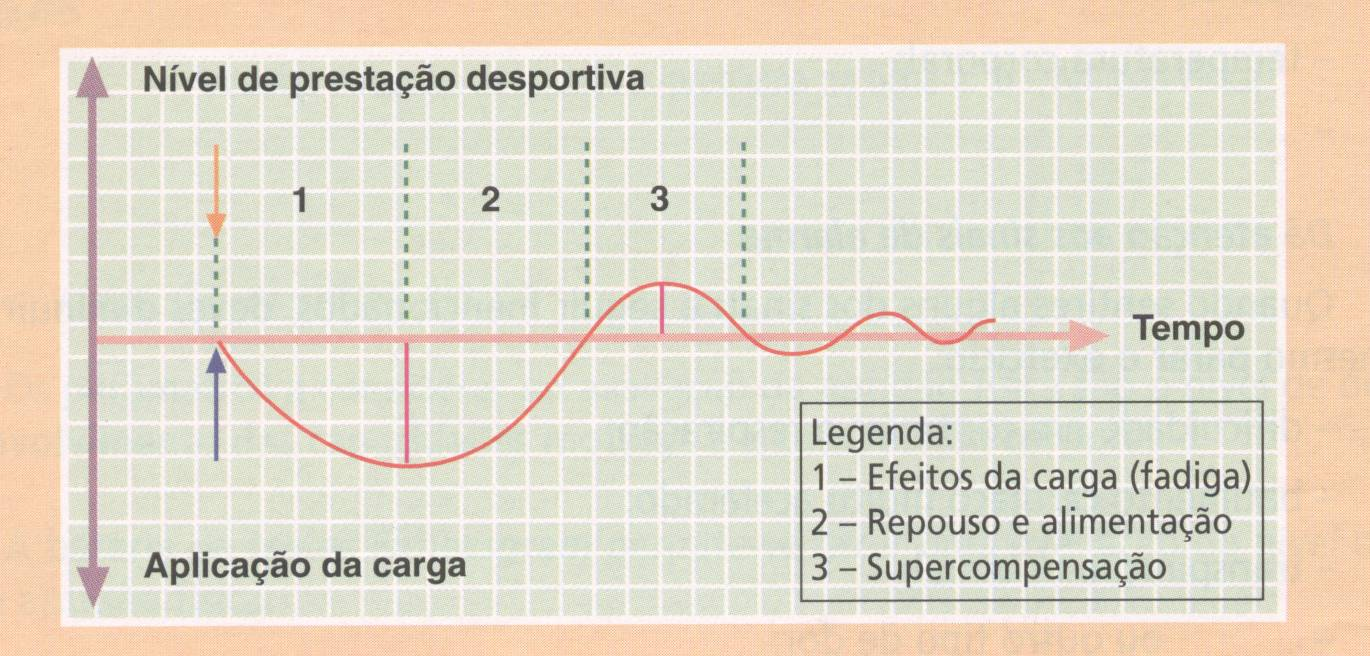 Nível de prestação desportiva
1
2
3
Tempo
Legenda:
1 – Efeitos da carga (fadiga)
2 – Repouso e alimentação
3 – Supercompensação
Aplicação da carga